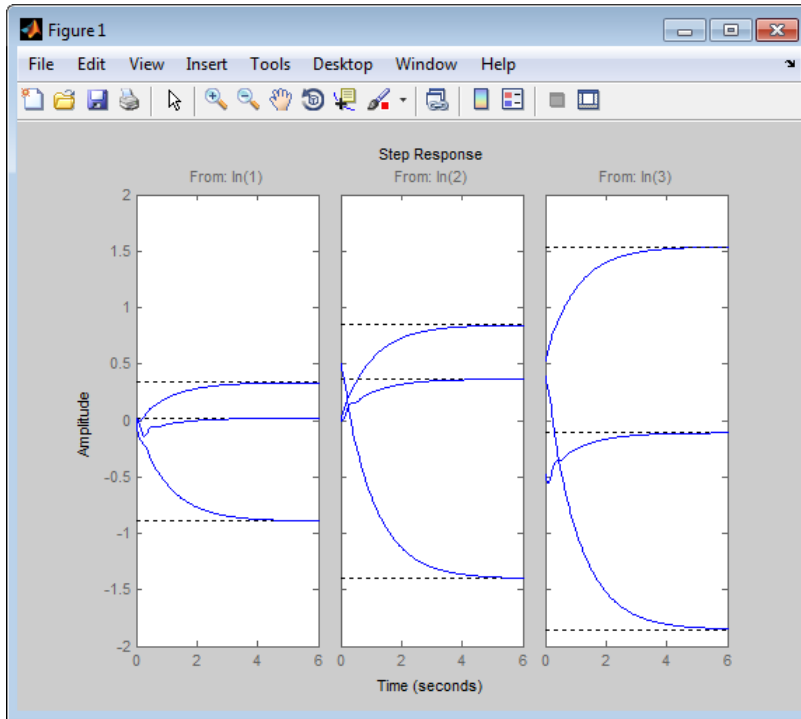 Figure 1
File Edit View Insert Tools Desktop Window Help
Step Response
From: In(1) From: In(2) From: In(3)
2
1.5
1
0.5
0
-0.5
-1
-1.5
-2
Amplitude
0 2 4 6 0 2 4 6 0 2 4 6
Time (seconds)